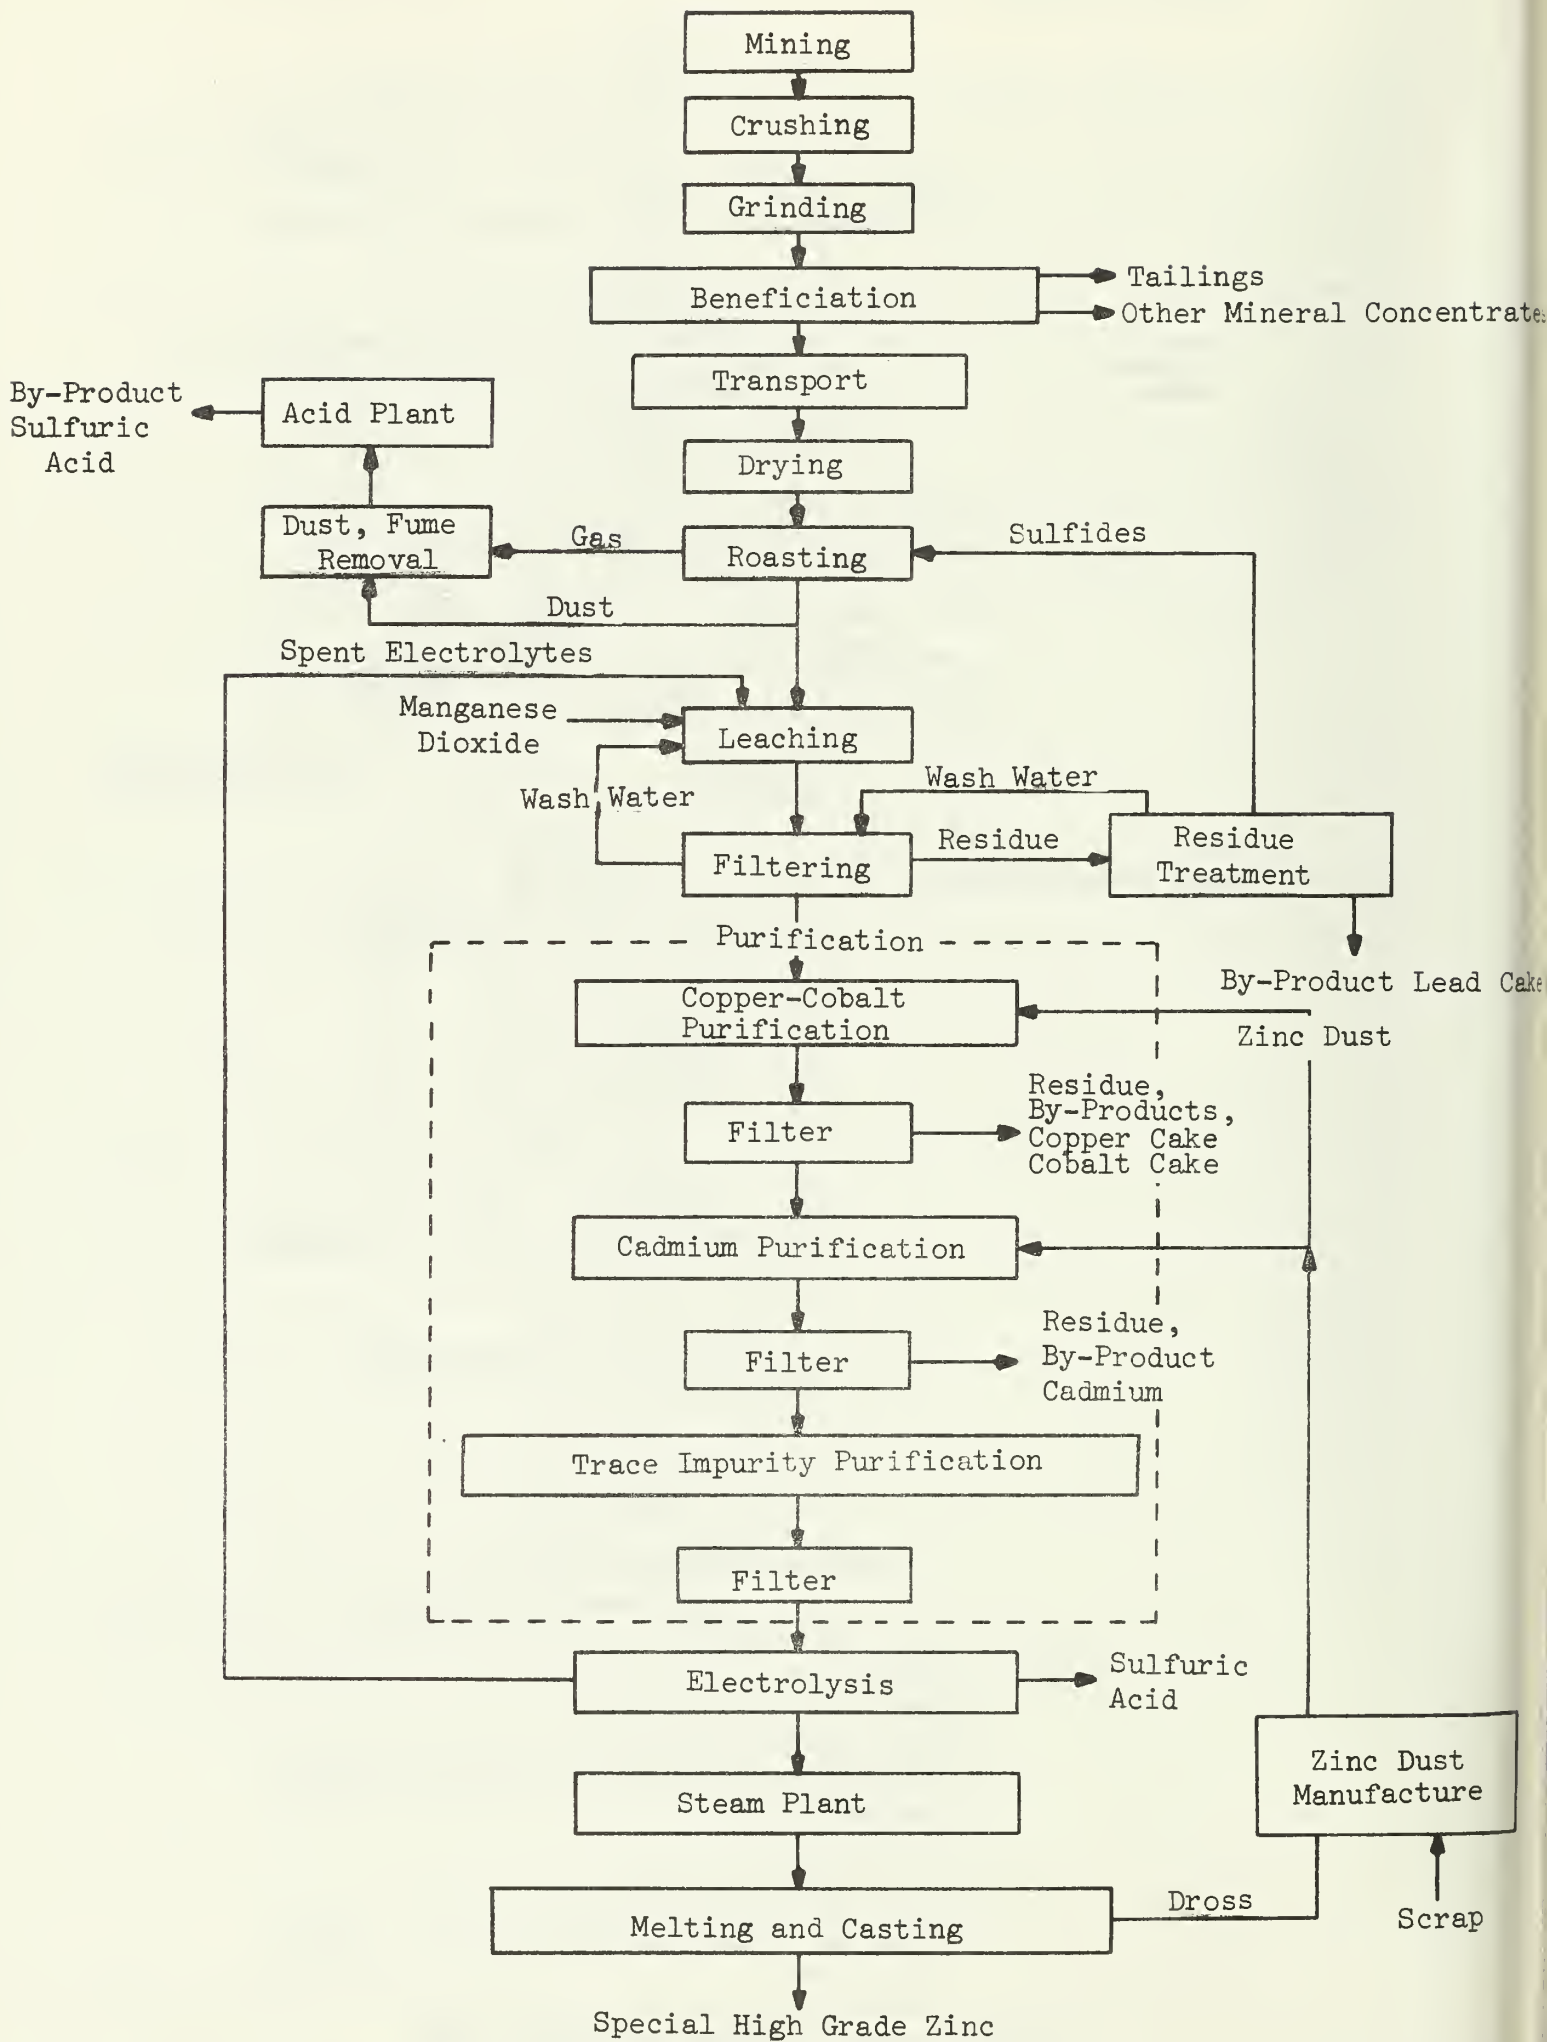 Mining
Crushing
Grinding
Beneficiation
Tailings
Other Mineral Concentrate
Transport
By-Product
Sulfuric
Acid
Acid Plant
Drying
Dust, Fume
Removal
Gas
Roasting
Sulfides
Dust
Spent Electrolytes
Manganese
Dioxide
Leaching
Wash Water
Wash Water
Filtering
Residue
Residue
Treatment
Purification
By-Product Lead Cake
Copper-Cobalt
Purification
Zinc Dust
Filter
Residue,
By-Products,
Copper Cake
Cobalt Cake
Cadmium Purification
Filter
Residue,
By-Product
Cadmium
Trace Impurity Purification
Filter
Electrolysis
Sulfuric
Acid
Zinc Dust
Manufacture
Steam Plant
Melting and Casting
Dross
Scrap
Special High Grade Zinc